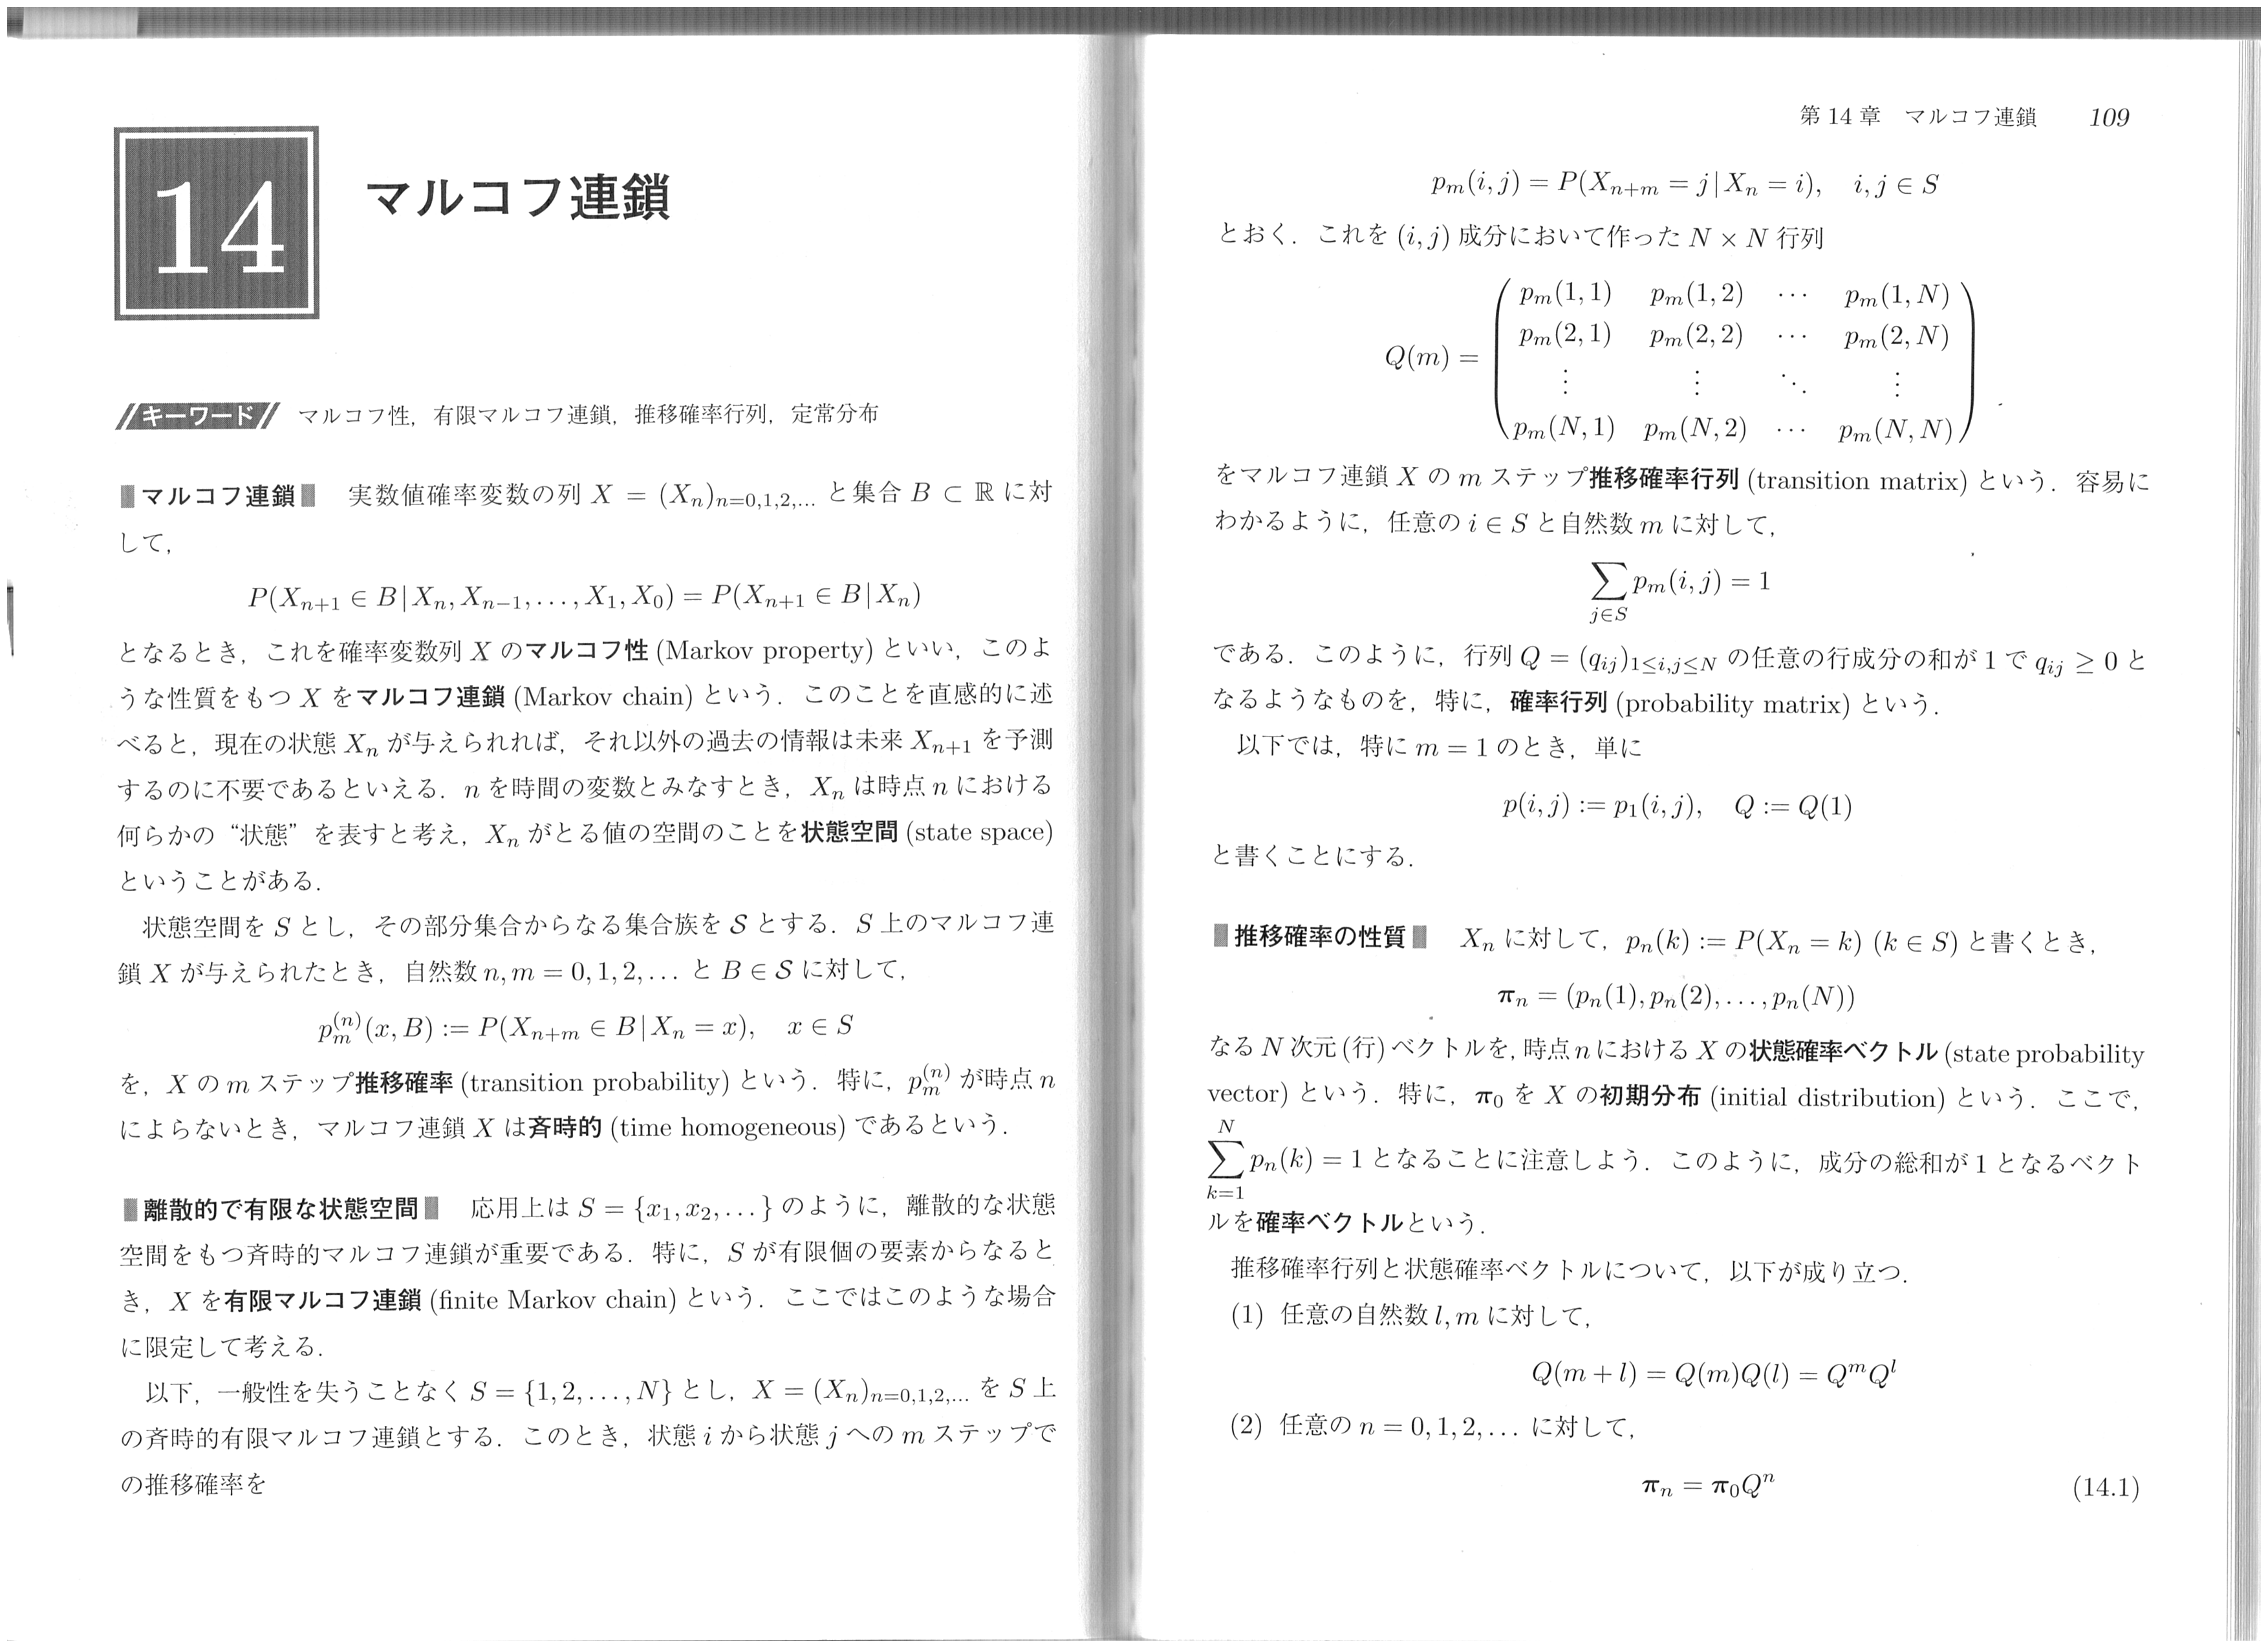 14
マルコフ連鎖
キーワード マルコフ性，有限マルコフ連鎖，推移確率行列，定常分布
マルコフ連鎖 実数値確率変数の列 X = (Xₙ)ₙ₌₀,₁,₂,… と集合 B ⊂ ℝ に対
して，
P(Xₙ₊₁ ∈ B | Xₙ, Xₙ₋₁, …, X₁, X₀) = P(Xₙ₊₁ ∈ B | Xₙ)
となるとき，これを確率変数列 X のマルコフ性 (Markov property) といい，このよ
うな性質をもつ X をマルコフ連鎖 (Markov chain) という．このことを直感的に述
べると，現在の状態 Xₙ が与えられれば，それ以外の過去の情報は未来 Xₙ₊₁ を予測
するのに不要であるといえる．n を時間の変数とみなすとき，Xₙ は時点 n における
何らかの “状態” を表すと考え，Xₙ がとる値の空間のことを状態空間 (state space)
ということがある．
状態空間を S とし，その部分集合からなる集合族を 𝒮 とする．S 上のマルコフ連
鎖 X が与えられたとき，自然数 n, m = 0, 1, 2, … と B ∈ 𝒮 に対して，
p_m^{(n)}(x, B) := P(X_{n+m} ∈ B | Xₙ = x), x ∈ S
を，X の m ステップ推移確率 (transition probability) という．特に，p_m^{(n)} が時点 n
によらないとき，マルコフ連鎖 X は斉時的 (time homogeneous) であるという．
離散的で有限な状態空間 応用上は S = {x₁, x₂, …} のように，離散的な状態
空間をもつ斉時的マルコフ連鎖が重要である．特に，S が有限個の要素からなると
き，X を有限マルコフ連鎖 (finite Markov chain) という．ここではこのような場合
に限定して考える．
以下，一般性を失うことなく S = {1, 2, …, N} とし，X = (Xₙ)ₙ₌₀,₁,₂,… を S 上
の斉時的有限マルコフ連鎖とする．このとき，状態 i から状態 j への m ステップで
の推移確率を
第 14 章 マルコフ連鎖 109
p_m(i, j) = P(X_{n+m} = j | Xₙ = i), i, j ∈ S
とおく．これを (i, j) 成分において作った N × N 行列
p_m(1, 1) p_m(1, 2) ⋯ p_m(1, N)
p_m(2, 1) p_m(2, 2) ⋯ p_m(2, N)
Q(m) =
⋮ ⋮ ⋱ ⋮
p_m(N, 1) p_m(N, 2) ⋯ p_m(N, N)
をマルコフ連鎖 X の m ステップ推移確率行列 (transition matrix) という．容易に
わかるように，任意の i ∈ S と自然数 m に対して，
∑_{j∈S} p_m(i, j) = 1
である．このように，行列 Q = (q_{ij})_{1≤i,j≤N} の任意の行成分の和が 1 で q_{ij} ≥ 0 と
なるようなものを，特に，確率行列 (probability matrix) という．
以下では，特に m = 1 のとき，単に
p(i, j) := p₁(i, j), Q := Q(1)
と書くことにする．
推移確率の性質 Xₙ に対して，pₙ(k) := P(Xₙ = k) (k ∈ S) と書くとき，
πₙ = (pₙ(1), pₙ(2), …, pₙ(N))
なる N 次元 (行) ベクトルを，時点 n における X の状態確率ベクトル (state probability
vector) という．特に，π₀ を X の初期分布 (initial distribution) という．ここで，
∑_{k=1}^{N} pₙ(k) = 1 となることに注意しよう．このように，成分の総和が 1 となるベクト
ルを確率ベクトルという．
推移確率行列と状態確率ベクトルについて，以下が成り立つ．
(1) 任意の自然数 l, m に対して，
Q(m + l) = Q(m)Q(l) = Q^m Q^l
(2) 任意の n = 0, 1, 2, … に対して，
πₙ = π₀Qⁿ (14.1)